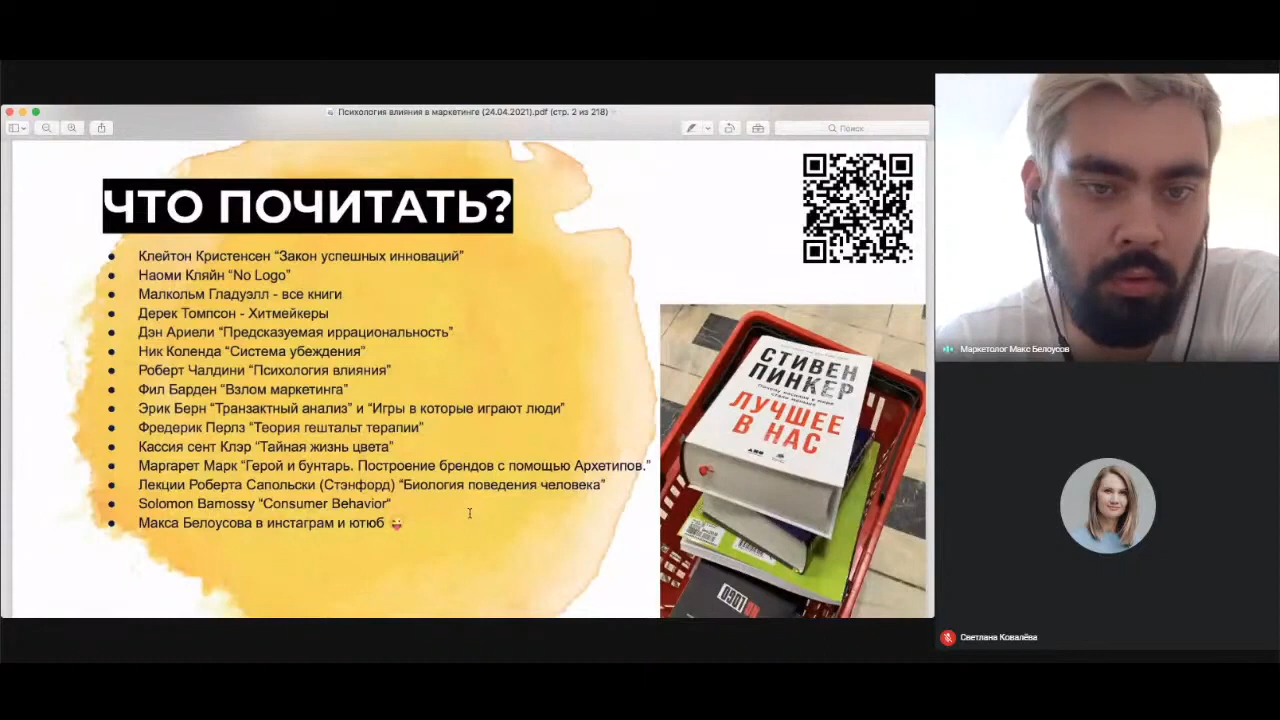 Психология влияния в маркетинге (24.04.2021).pdf (стр. 2 из 218)
Поиск
ЧТО ПОЧИТАТЬ?
Клейтон Кристенсен “Закон успешных инноваций”
Наоми Кляйн “No Logo”
Малкольм Гладуэлл - все книги
Дерек Томпсон - Хитмейкеры
Дэн Ариели “Предсказуемая иррациональность”
Ник Коленда “Система убеждения”
Роберт Чалдини “Психология влияния”
Фил Барден “Взлом маркетинга”
Эрик Берн “Транзактный анализ” и “Игры в которые играют люди”
Фредерик Перлз “Теория гештальт терапии”
Кассия сент Клэр “Тайная жизнь цвета”
Маргарет Марк “Герой и бунтарь. Построение брендов с помощью Архетипов.”
Лекции Роберта Сапольски (Стэнфорд) “Биология поведения человека”
Solomon Bamossy “Consumer Behavior“
Макса Белоусова в инстаграм и ютюб
СТИВЕН
ПИНКЕР
ЛУЧШЕЕ
В НАС
NO LOGO
Маркетолог Макс Белоусов
Светлана Ковалёва